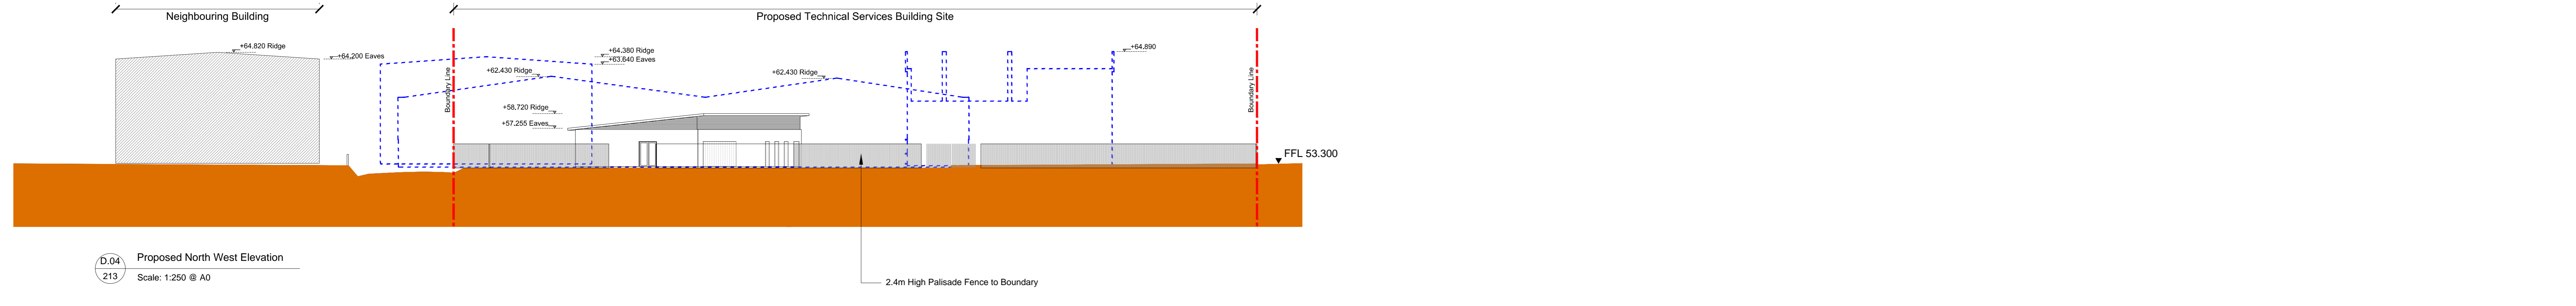 Neighbouring Building
Proposed Technical Services Building Site
+64,820 Ridge
+64,200 Eaves
Boundary Line
+64,380 Ridge
+63,640 Eaves
+62,430 Ridge
+62,430 Ridge
+64,890
Boundary Line
+58,720 Ridge
+57,255 Eaves
FFL 53.300
D.04
213
Proposed North West Elevation
Scale: 1:250 @ A0
2.4m High Palisade Fence to Boundary